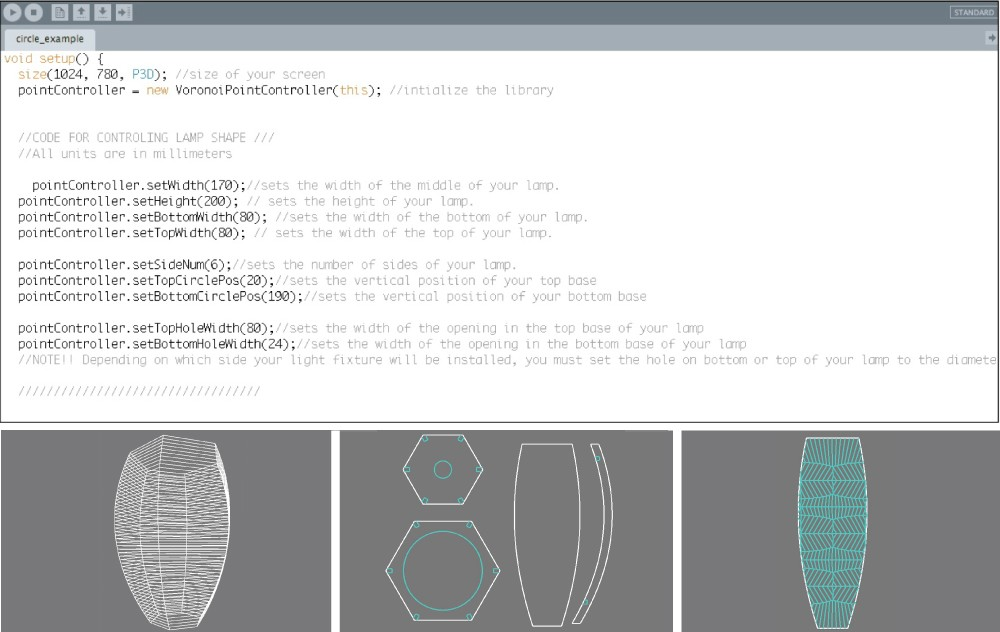 STANDARD
circle_example
void setup() {
size(1024, 780, P3D); //size of your screen
pointController = new VoronoiPointController(this); //intialize the library
//CODE FOR CONTROLING LAMP SHAPE ///
//All units are in millimeters
pointController.setWidth(170);//sets the width of the middle of your lamp.
pointController.setHeight(200); // sets the height of your lamp.
pointController.setBottomWidth(80); //sets the width of the bottom of your lamp.
pointController.setTopWidth(80); // sets the width of the top of your lamp.
pointController.setSideNum(6);//sets the number of sides of your lamp.
pointController.setTopCirclePos(20);//sets the vertical position of your top base
pointController.setBottomCirclePos(190);//sets the vertical position of your bottom base
pointController.setTopHoleWidth(80);//sets the width of the opening in the top base of your lamp
pointController.setBottomHoleWidth(24);//sets the width of the opening in the bottom base of your lamp
//NOTE!! Depending on which side your light fixture will be installed, you must set the hole on bottom or top of your lamp to the diamete
//////////////////////////////////